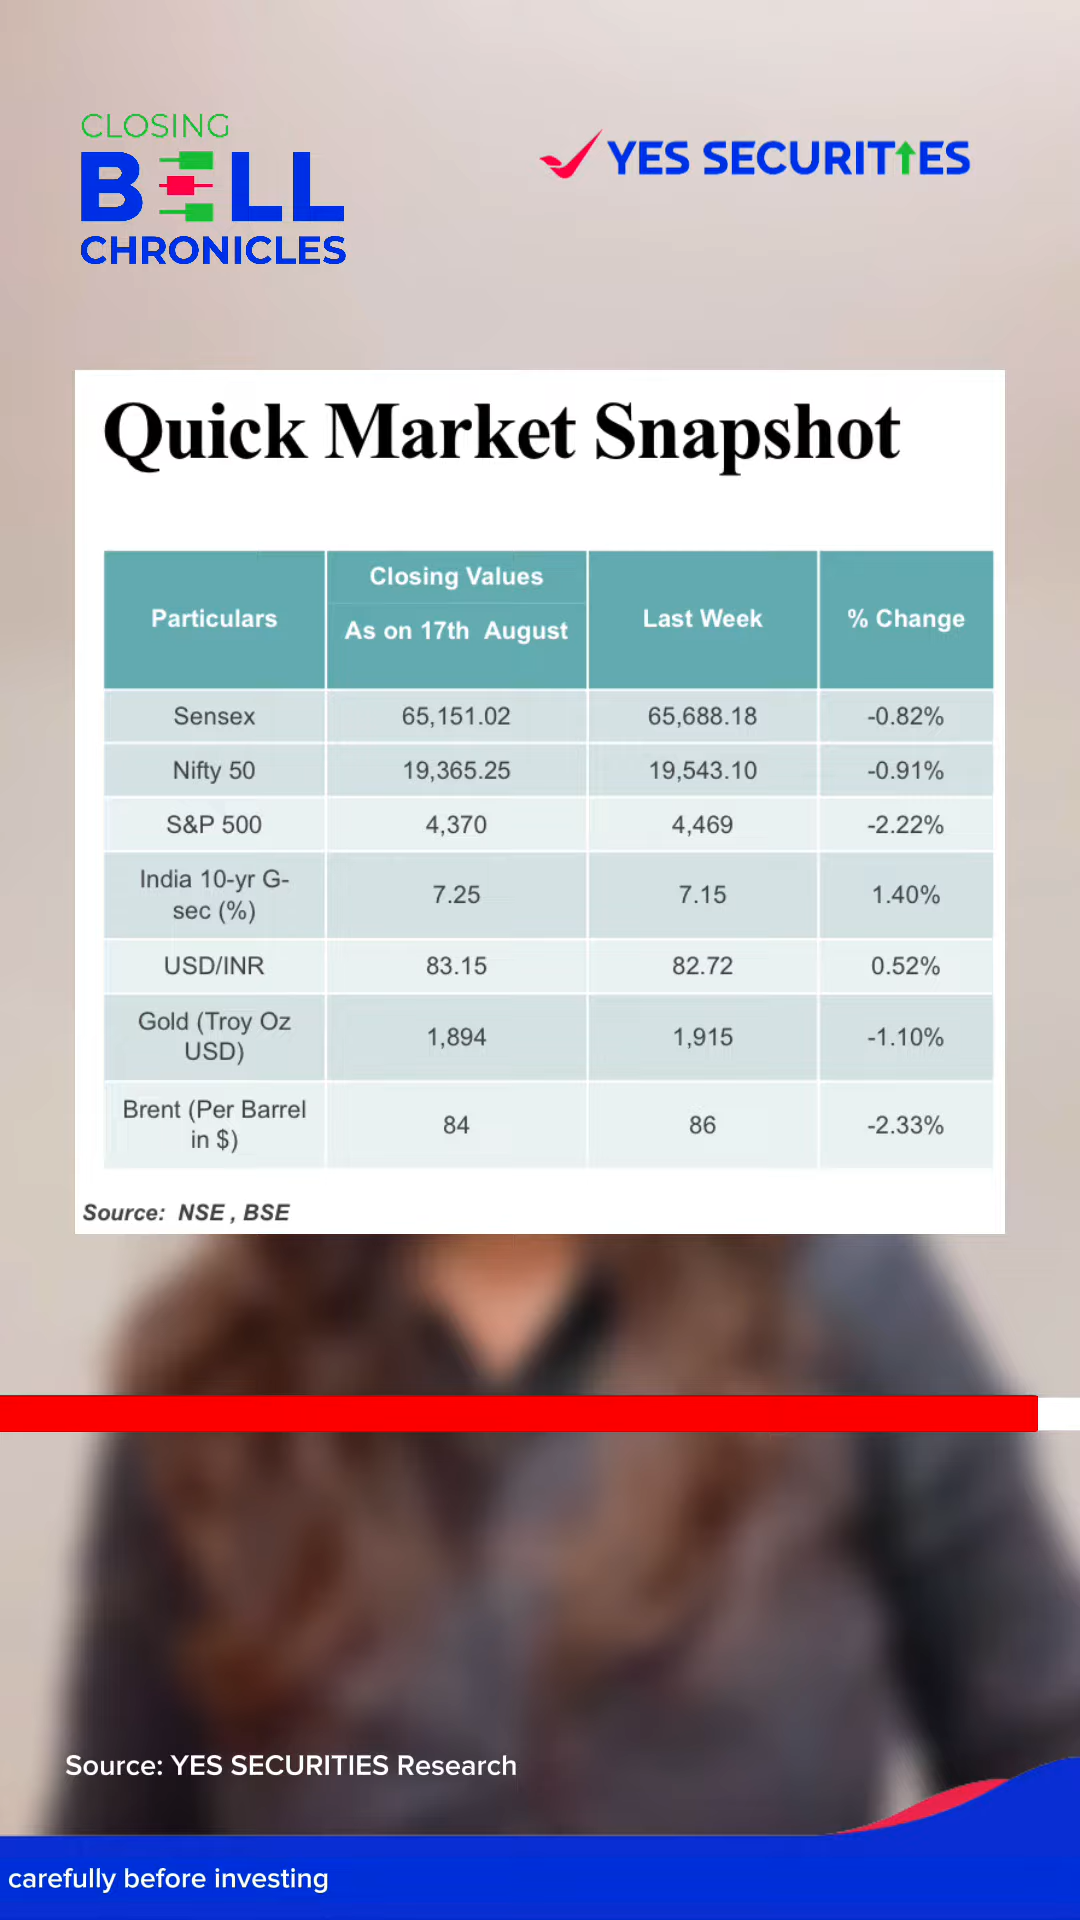 CLOSING
BELL
CHRONICLES
YES SECURITIES
Quick Market Snapshot
Particulars
Closing Values
As on 17th August
Last Week
% Change
Sensex 65,151.02 65,688.18 -0.82%
Nifty 50 19,365.25 19,543.10 -0.91%
S&P 500 4,370 4,469 -2.22%
India 10-yr G-
sec (%) 7.25 7.15 1.40%
USD/INR 83.15 82.72 0.52%
Gold (Troy Oz
USD) 1,894 1,915 -1.10%
Brent (Per Barrel
in $) 84 86 -2.33%
Source: NSE , BSE
Source: YES SECURITIES Research
carefully before investing